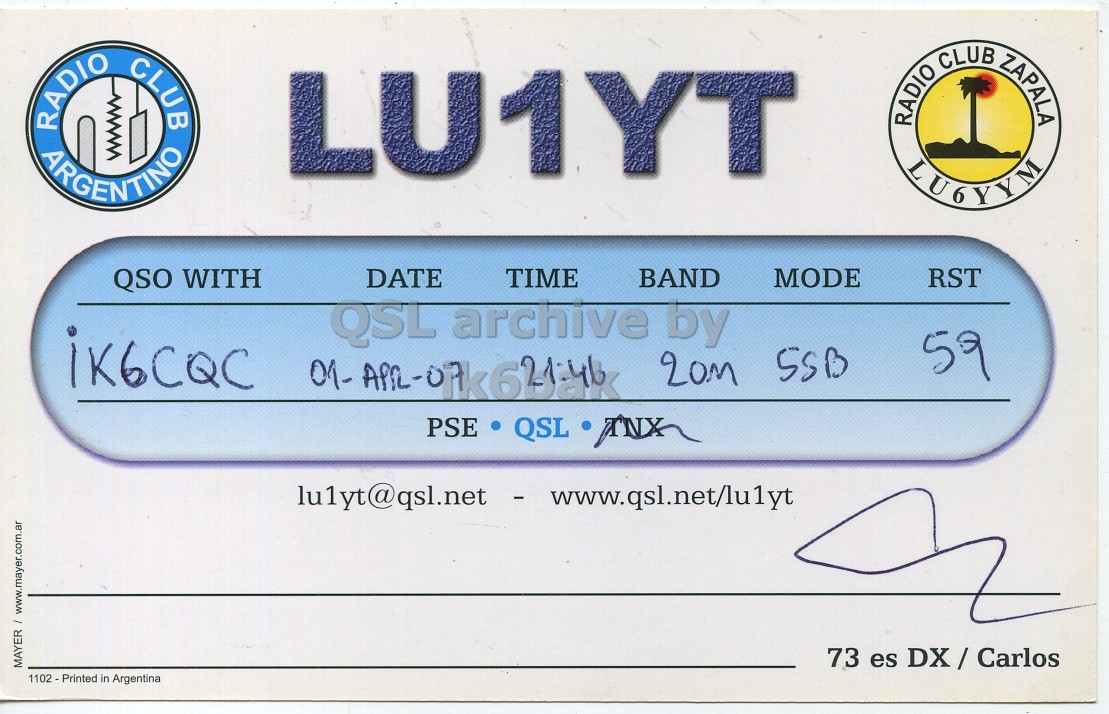 RADIO CLUB ARGENTINO
LU1YT
RADIO CLUB ZAPALA
LU6YYM
QSO WITH DATE TIME BAND MODE RST
QSL archive by
ik6bak
IK6CQC 01-APR-07 21:46 20m SSB 59
PSE • QSL • TNX
lu1yt@qsl.net - www.qsl.net/lu1yt
MAYER / www.mayer.com.ar
73 es DX / Carlos
1102 - Printed in Argentina